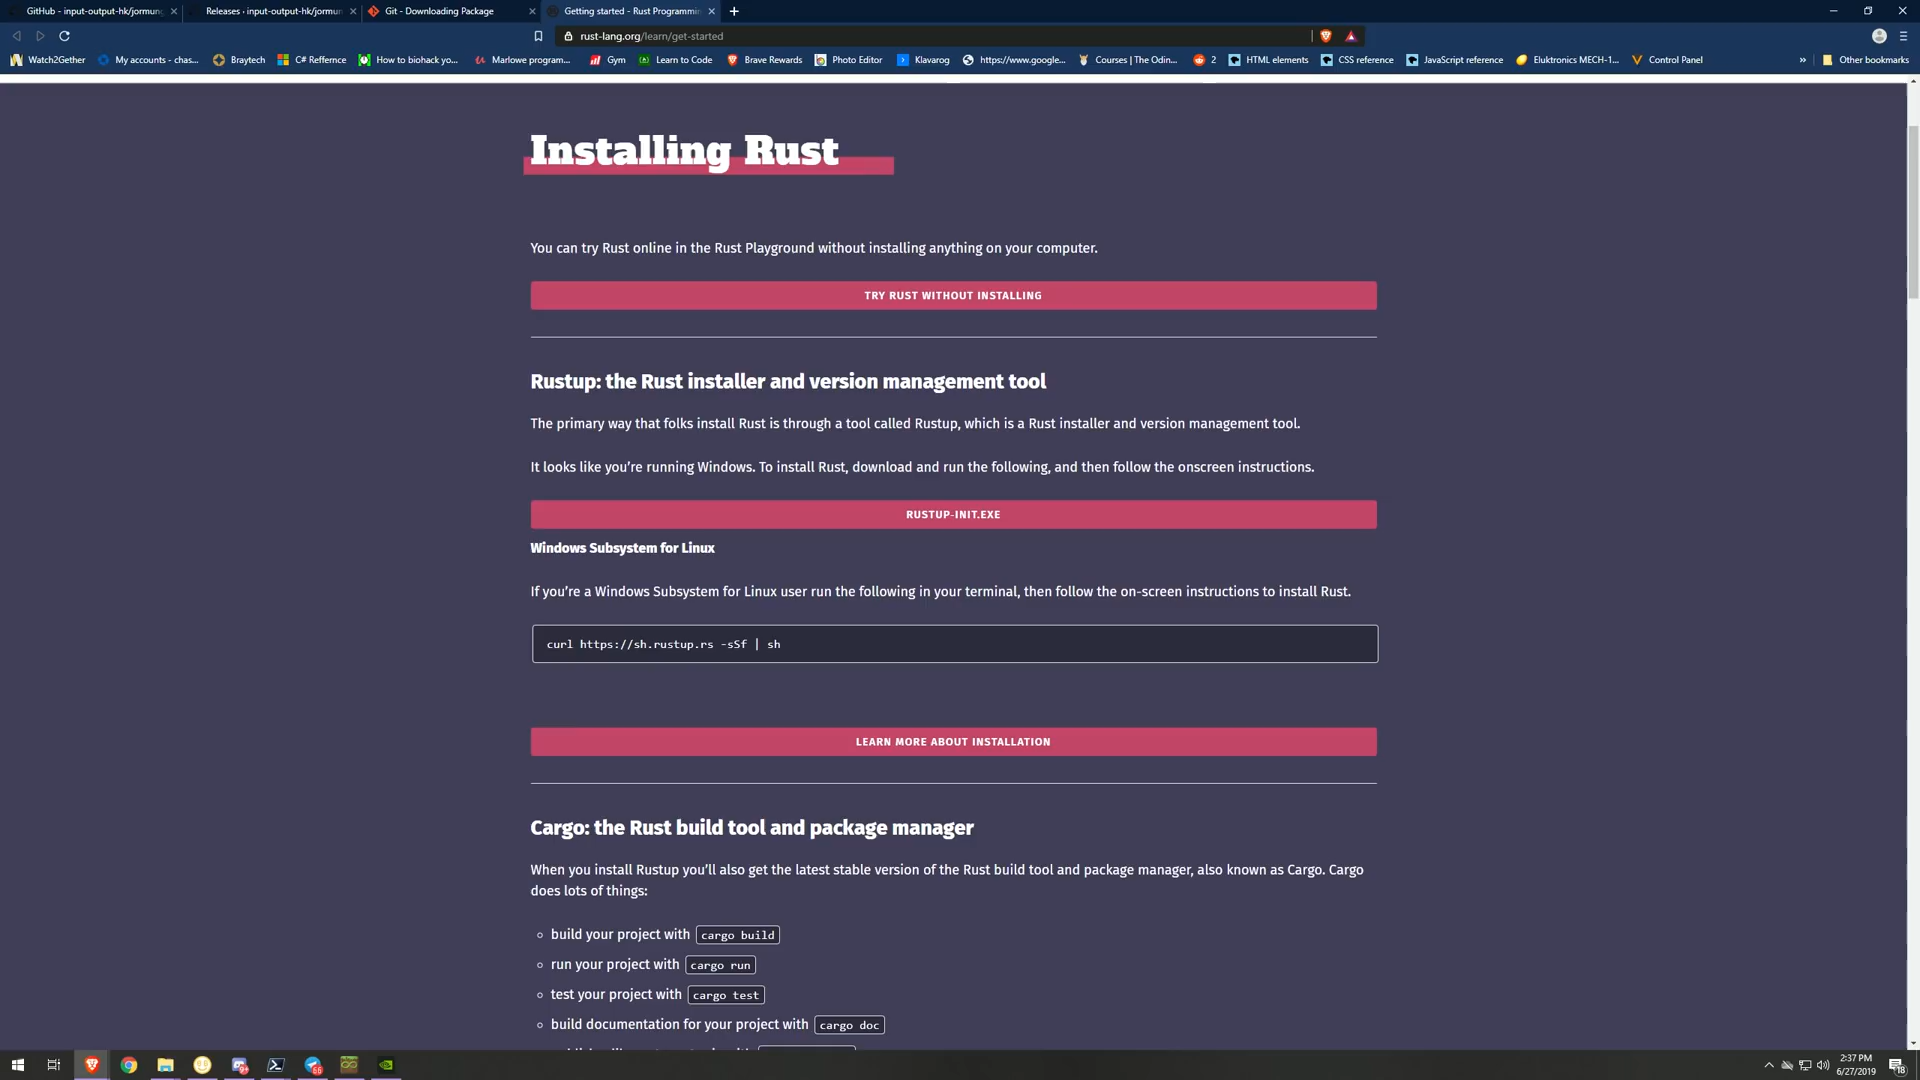 GitHub - input-output-hk/jormung
Releases · input-output-hk/jormun
Git - Downloading Package
Getting started - Rust Programmin
rust-lang.org/learn/get-started
Watch2Gether
My accounts - chas...
Braytech
C# Reffernce
How to biohack yo...
Marlowe program...
Gym
Learn to Code
Brave Rewards
Photo Editor
Klavarog
https://www.google...
Courses | The Odin...
2
HTML elements
CSS reference
JavaScript reference
Eluktronics MECH-1...
Control Panel
»
Other bookmarks
Installing Rust
You can try Rust online in the Rust Playground without installing anything on your computer.
TRY RUST WITHOUT INSTALLING
Rustup: the Rust installer and version management tool
The primary way that folks install Rust is through a tool called Rustup, which is a Rust installer and version management tool.
It looks like you’re running Windows. To install Rust, download and run the following, and then follow the onscreen instructions.
RUSTUP-INIT.EXE
Windows Subsystem for Linux
If you’re a Windows Subsystem for Linux user run the following in your terminal, then follow the on-screen instructions to install Rust.
curl https://sh.rustup.rs -sSf | sh
LEARN MORE ABOUT INSTALLATION
Cargo: the Rust build tool and package manager
When you install Rustup you’ll also get the latest stable version of the Rust build tool and package manager, also known as Cargo. Cargo
does lots of things:
build your project with cargo build
run your project with cargo run
test your project with cargo test
build documentation for your project with cargo doc
2:37 PM
6/27/2019
18